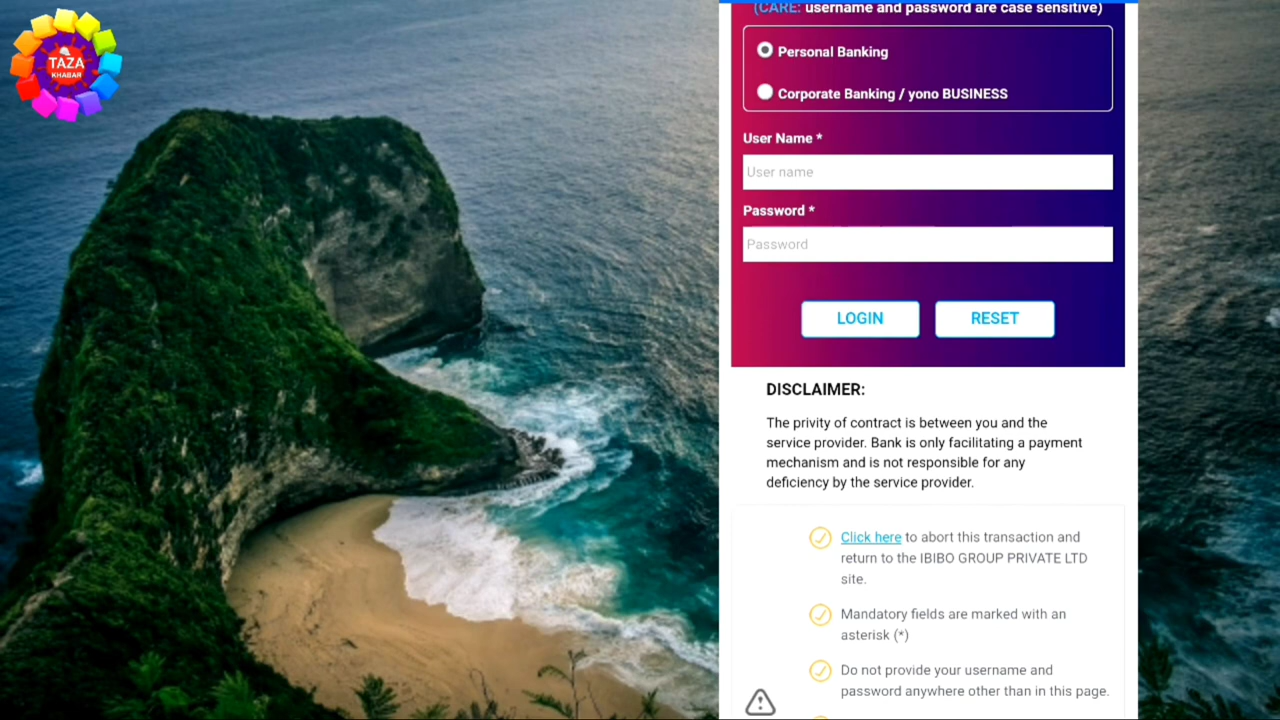 TAZA
KHABAR
(CARE: username and password are case sensitive)
Personal Banking
Corporate Banking / yono BUSINESS
User Name *
User name
Password *
Password
LOGIN
RESET
DISCLAIMER:
The privity of contract is between you and the
service provider. Bank is only facilitating a payment
mechanism and is not responsible for any
deficiency by the service provider.
Click here to abort this transaction and
return to the IBIBO GROUP PRIVATE LTD
site.
Mandatory fields are marked with an
asterisk (*)
Do not provide your username and
password anywhere other than in this page.